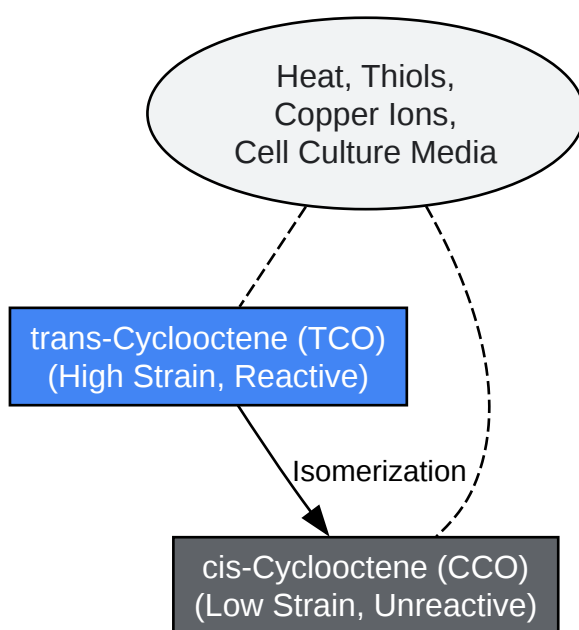 Heat, Thiols,
Copper Ions,
Cell Culture Media
trans-Cyclooctene (TCO)
(High Strain, Reactive)
Isomerization
cis-Cyclooctene (CCO)
(Low Strain, Unreactive)